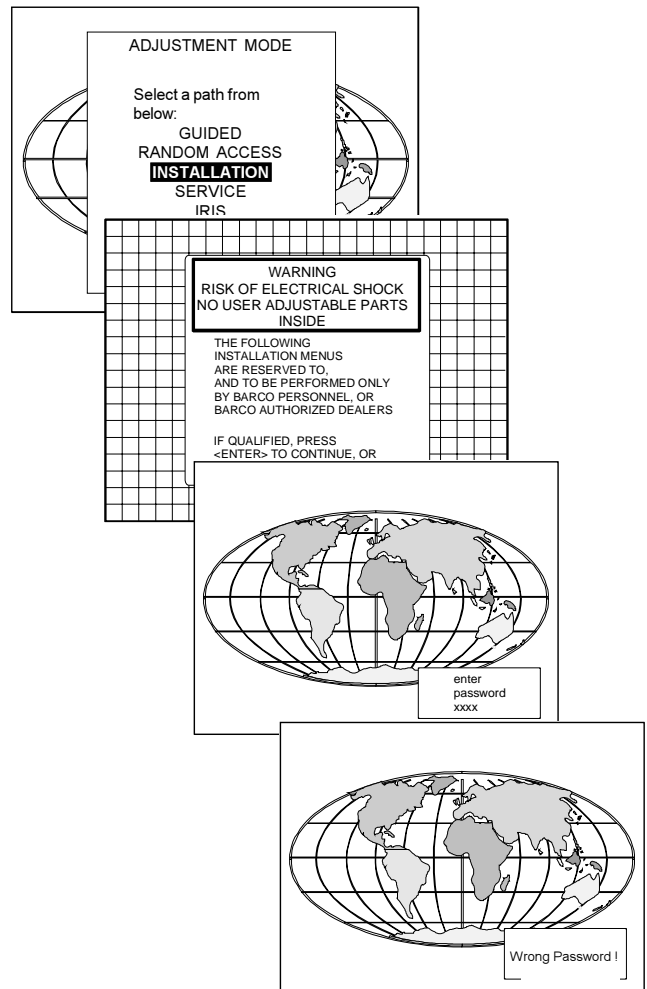 ADJUSTMENT MODE
Select a path from
below:
GUIDED
RANDOM ACCESS
INSTALLATION
SERVICE
IRIS
WARNING
RISK OF ELECTRICAL SHOCK
NO USER ADJUSTABLE PARTS
INSIDE
THE FOLLOWING
INSTALLATION MENUS
ARE RESERVED TO,
AND TO BE PERFORMED ONLY
BY BARCO PERSONNEL, OR
BARCO AUTHORIZED DEALERS
IF QUALIFIED, PRESS
<ENTER> TO CONTINUE, OR
enter
password
xxxx
Wrong Password !